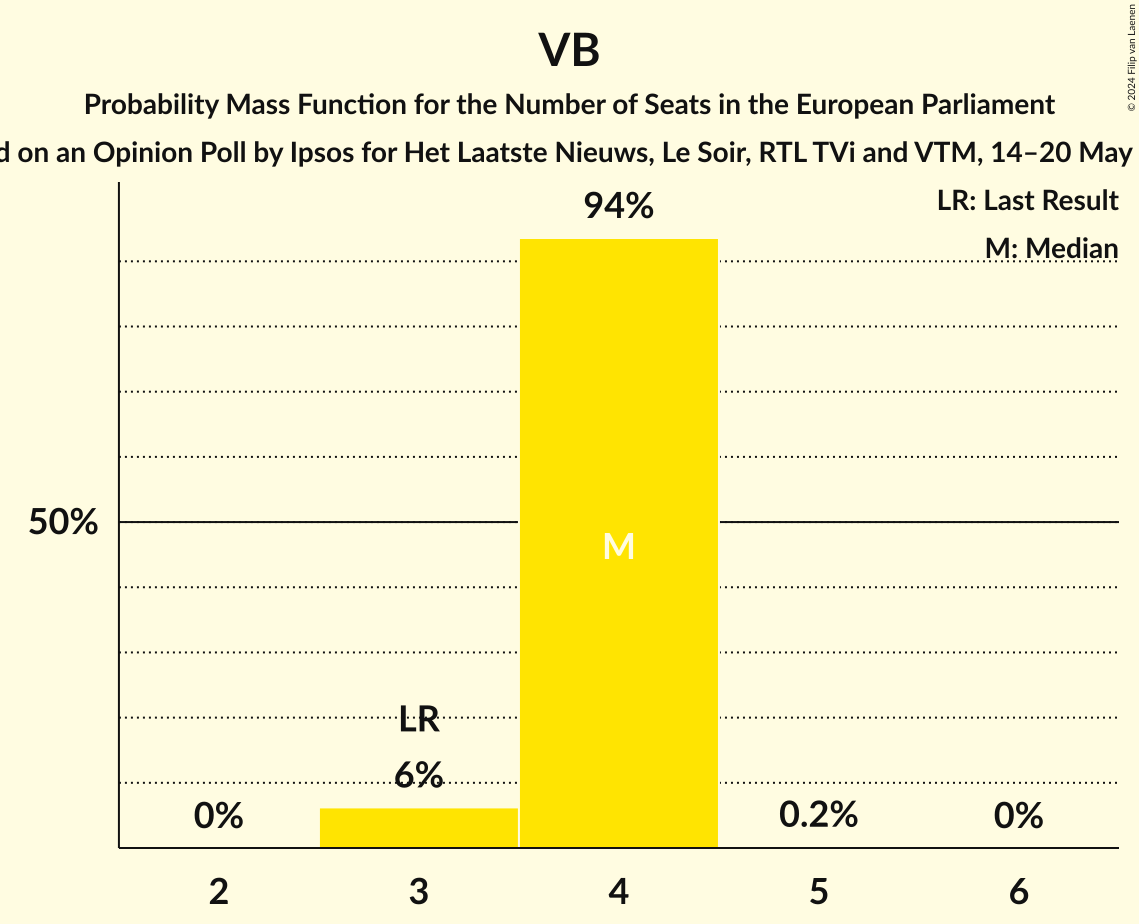 VB
Probability Mass Function for the Number of Seats in the European Parliament
on an Opinion Poll by Ipsos for Het Laatste Nieuws, Le Soir, RTL TVi and VTM, 14–20 May
© 2024 Filip van Laenen
LR: Last Result
M: Median
94%
50%
M
LR
6%
0%
0.2%
0%
2
3
4
5
6